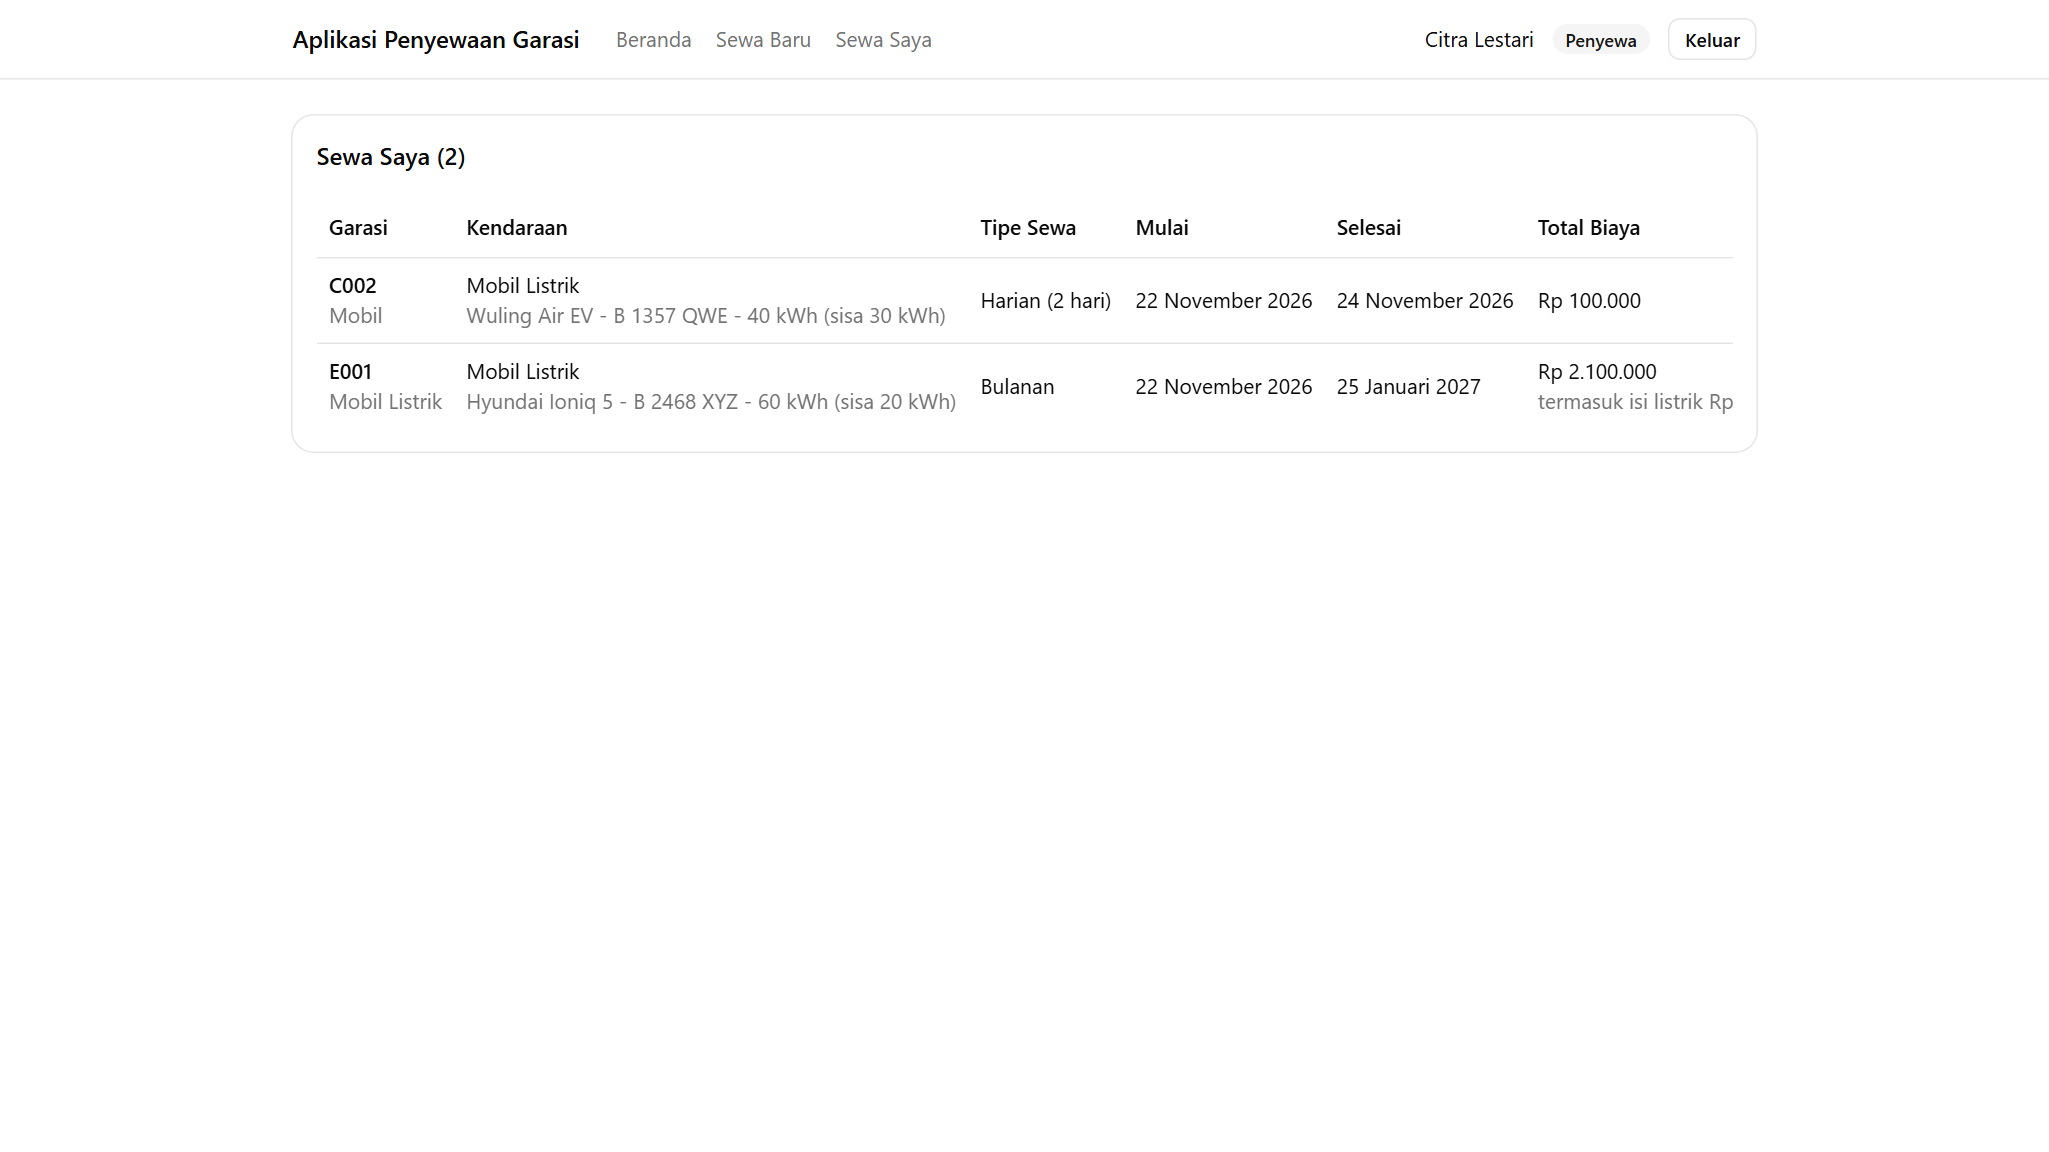 Aplikasi Penyewaan Garasi Beranda Sewa Baru Sewa Saya Citra Lestari Penyewa Keluar
Sewa Saya (2)
Garasi Kendaraan Tipe Sewa Mulai Selesai Total Biaya
C002 Mobil Listrik
Mobil Wuling Air EV - B 1357 QWE - 40 kWh (sisa 30 kWh) Harian (2 hari) 22 November 2026 24 November 2026 Rp 100.000
E001 Mobil Listrik Rp 2.100.000
Mobil Listrik Hyundai Ioniq 5 - B 2468 XYZ - 60 kWh (sisa 20 kWh) Bulanan 22 November 2026 25 Januari 2027 termasuk isi listrik Rp